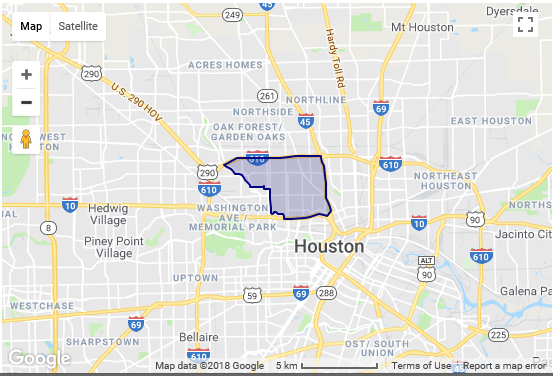 Dyersdale
249
45
Mt Houston
Map
Satellite
Hardy Toll Rd
ACRES HOMES
290
U.S. 290 HOV
261
NORTHLINE
69
NORTHSIDE
45
EAST HOUSTON
OAK FOREST/
GARDEN OAKS
WEST
HOUSTON
610
610
290
610
NORTHEAST
HOUSTON
10
Hedwig
Village
WASHINGTON
AVE./
MEMORIAL PARK
NORTHS
90
10
8
Jacinto City
Piney Point
Village
Houston
610
ALT
90
UPTOWN
59
69
288
Galena Pa
WESTCHASE
69
225
Bellaire
SHARPSTOWN
OST/ SOUTH
UNION
Pas
Google
Map data ©2018 Google
5 km
Terms of Use
Report a map error